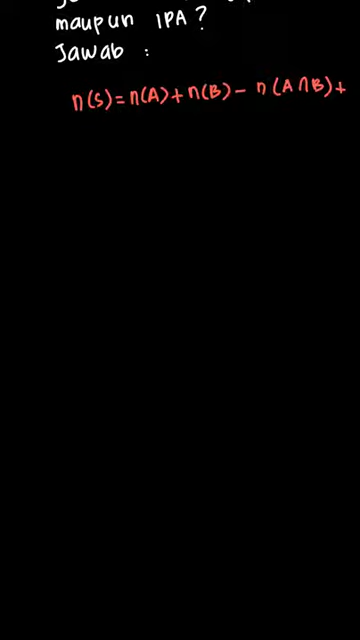 maupun IPA ?
Jawab :
n(S) = n(A) + n(B) - n(A∩B) +